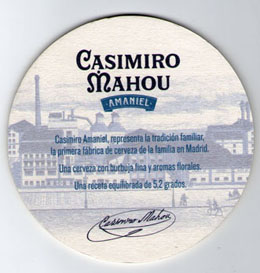 CASIMIRO
MAHOU
AMANIEL
Casimiro Amaniel, representa la tradición familiar,
la primera fábrica de cerveza de la familia en Madrid.
Una cerveza con burbuja fina y aromas florales.
Una receta equilibrada de 5,2 grados.
Casimiro Mahou